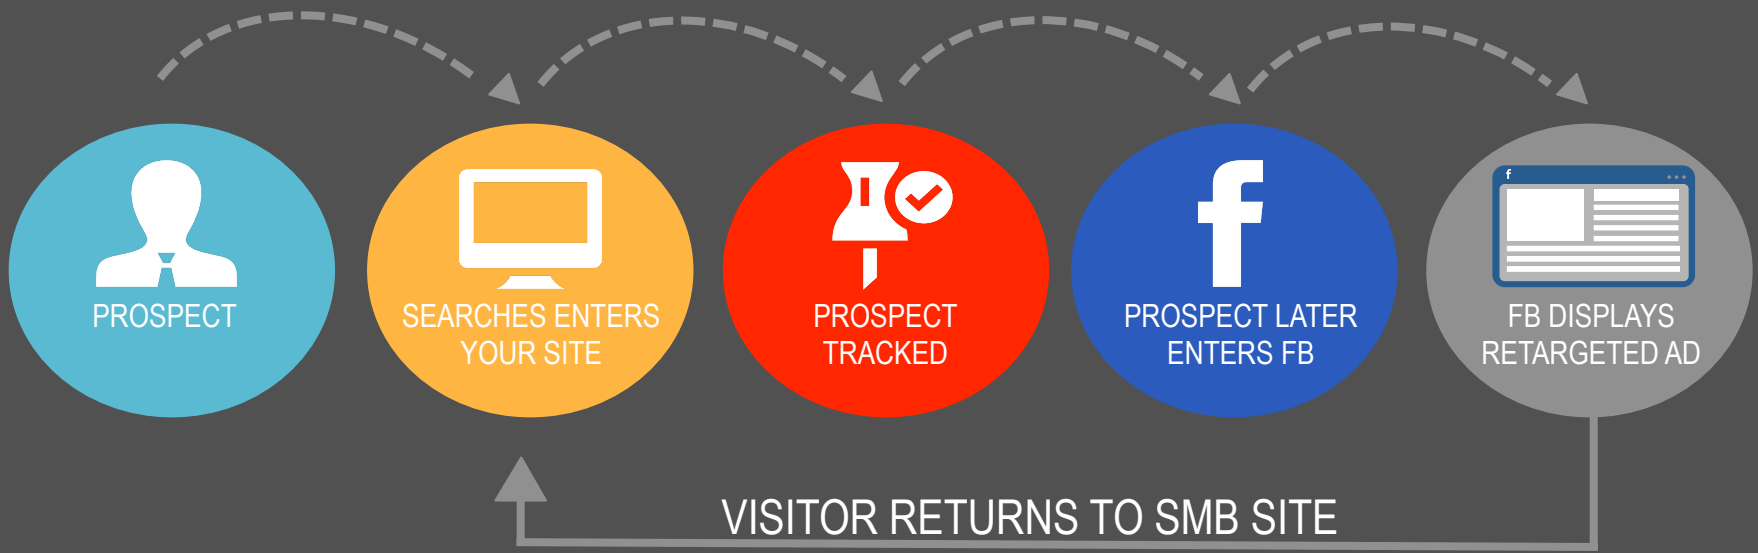 PROSPECT
SEARCHES ENTERS
YOUR SITE
PROSPECT
TRACKED
f
PROSPECT LATER
ENTERS FB
f
FB DISPLAYS
RETARGETED AD
VISITOR RETURNS TO SMB SITE